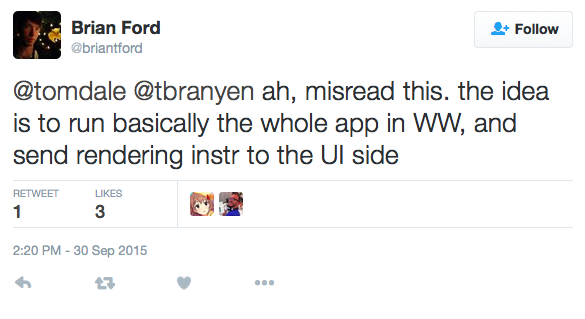 Brian Ford
@briantford
Follow
@tomdale @tbranyen ah, misread this. the idea
is to run basically the whole app in WW, and
send rendering instr to the UI side
RETWEET LIKES
1 3
2:20 PM - 30 Sep 2015